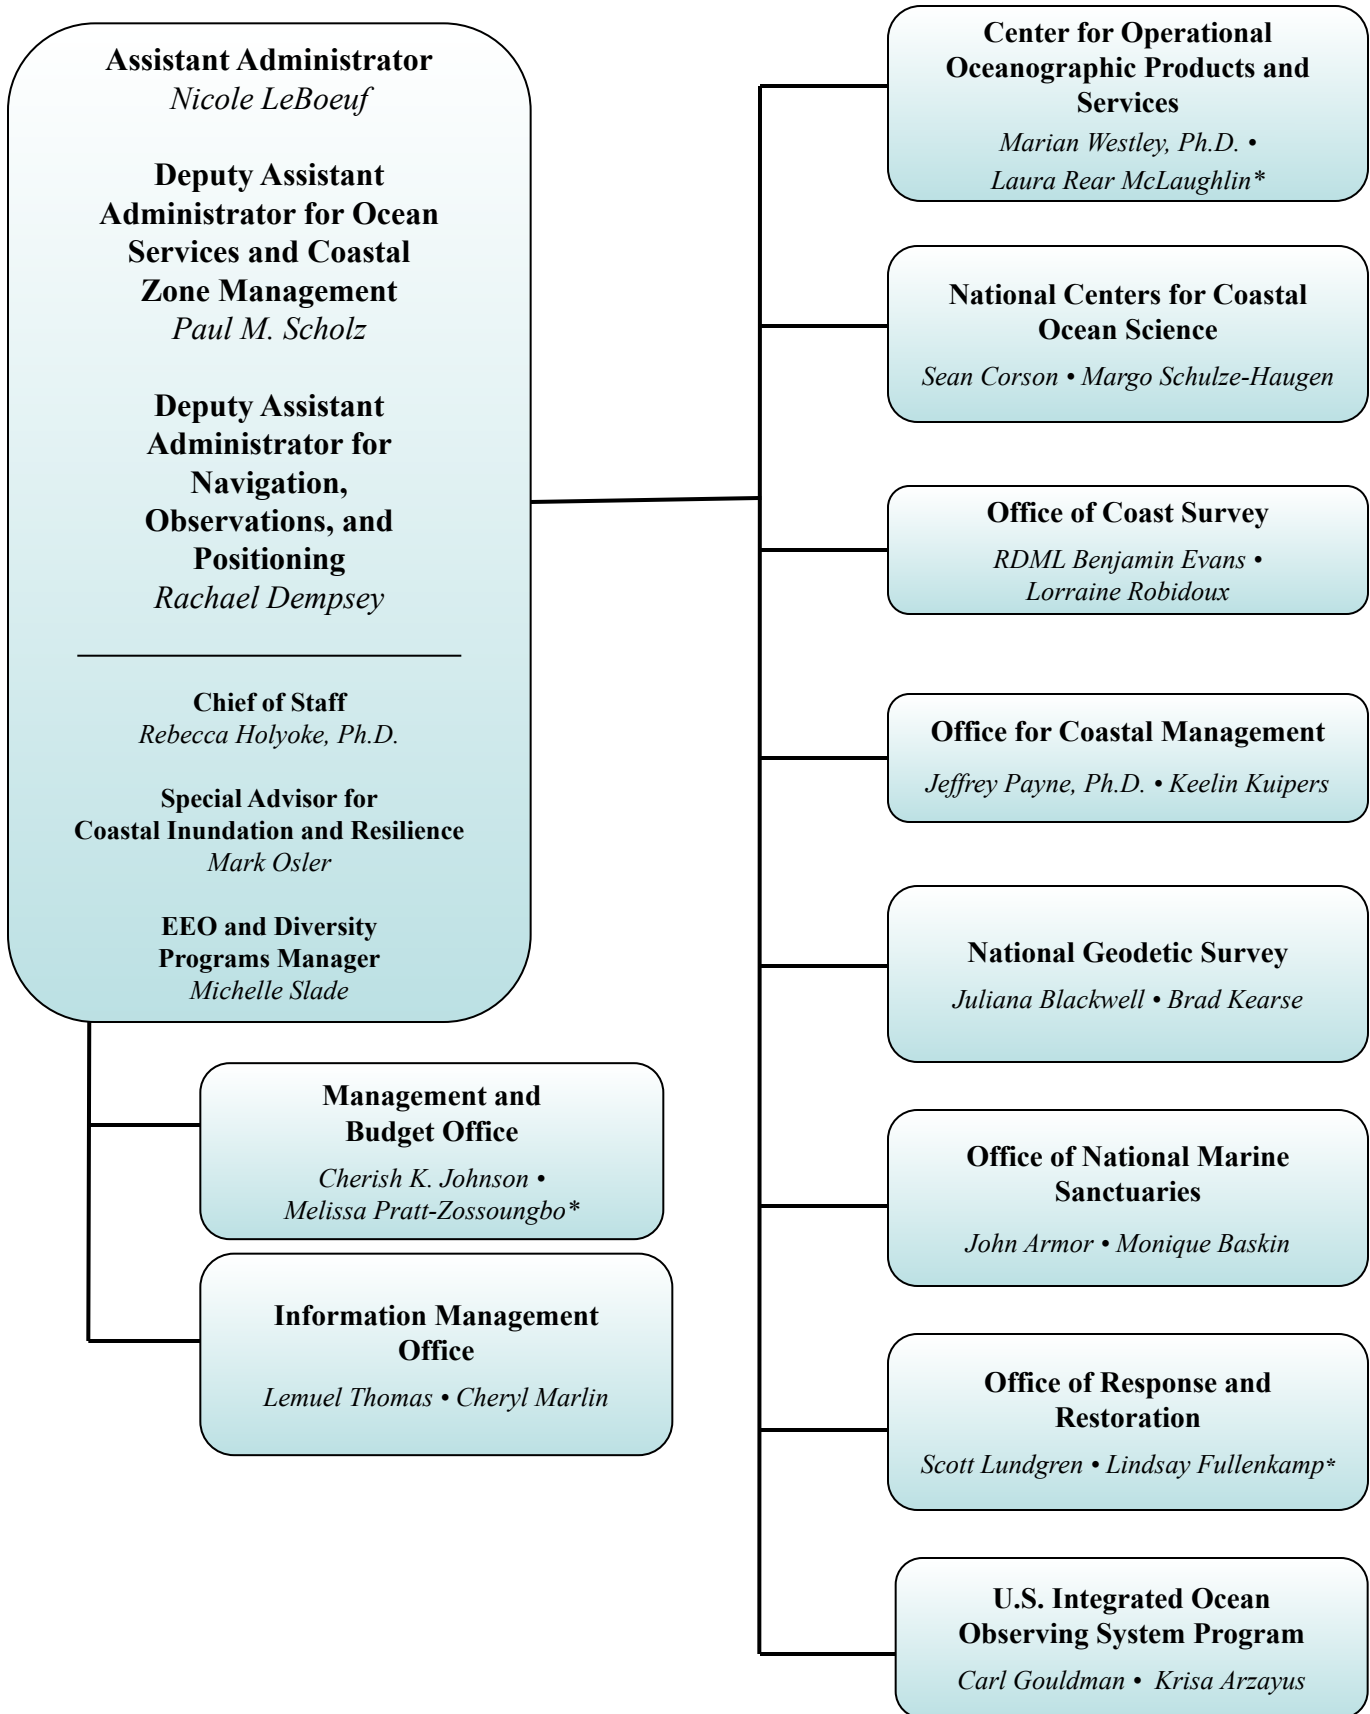 Assistant Administrator
Nicole LeBoeuf
Deputy Assistant
Administrator for Ocean
Services and Coastal
Zone Management
Paul M. Scholz
Deputy Assistant
Administrator for
Navigation,
Observations, and
Positioning
Rachael Dempsey
Chief of Staff
Rebecca Holyoke, Ph.D.
Special Advisor for
Coastal Inundation and Resilience
Mark Osler
EEO and Diversity
Programs Manager
Michelle Slade
Management and
Budget Office
Cherish K. Johnson •
Melissa Pratt-Zossoungbo*
Information Management
Office
Lemuel Thomas • Cheryl Marlin
Center for Operational
Oceanographic Products and
Services
Marian Westley, Ph.D. •
Laura Rear McLaughlin*
National Centers for Coastal
Ocean Science
Sean Corson • Margo Schulze-Haugen
Office of Coast Survey
RDML Benjamin Evans •
Lorraine Robidoux
Office for Coastal Management
Jeffrey Payne, Ph.D. • Keelin Kuipers
National Geodetic Survey
Juliana Blackwell • Brad Kearse
Office of National Marine
Sanctuaries
John Armor • Monique Baskin
Office of Response and
Restoration
Scott Lundgren • Lindsay Fullenkamp*
U.S. Integrated Ocean
Observing System Program
Carl Gouldman • Krisa Arzayus